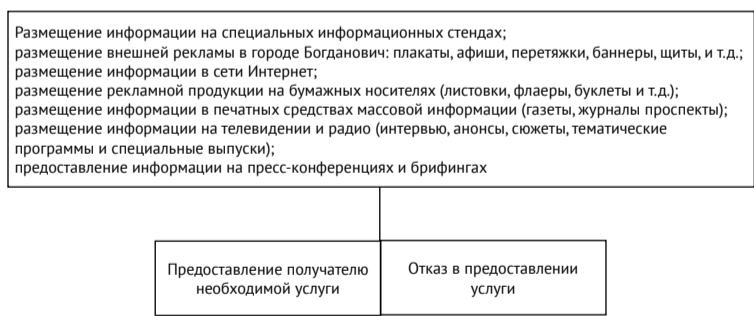 Размещение информации на специальных информационных стендах;
размещение внешней рекламы в городе Богданович: плакаты, афиши, перетяжки, баннеры, щиты, и т.д.;
размещение информации в сети Интернет;
размещение рекламной продукции на бумажных носителях (листовки, флаеры, буклеты и т.д.);
размещение информации в печатных средствах массовой информации (газеты, журналы проспекты);
размещение информации на телевидении и радио (интервью, анонсы, сюжеты, тематические
программы и специальные выпуски);
предоставление информации на пресс-конференциях и брифингах
Предоставление получателю
необходимой услуги
Отказ в предоставлении
услуги